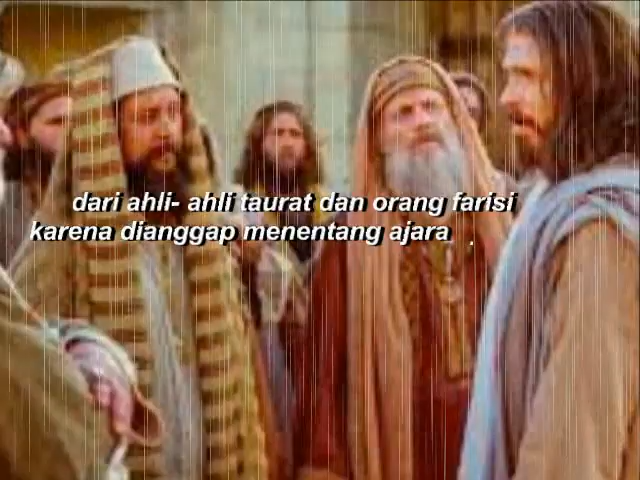 dari ahli- ahli taurat dan orang farisi
karena dianggap menentang ajara